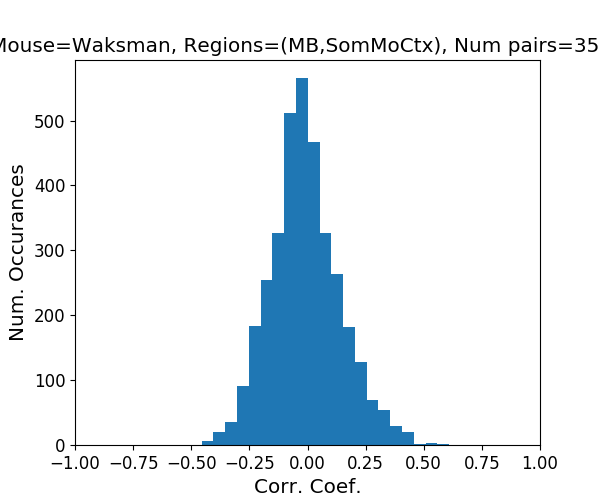 Mouse=Waksman, Regions=(MB,SomMoCtx), Num pairs=35
Num. Occurances
500
400
300
200
100
0
−1.00 −0.75 −0.50 −0.25 0.00 0.25 0.50 0.75 1.00
Corr. Coef.